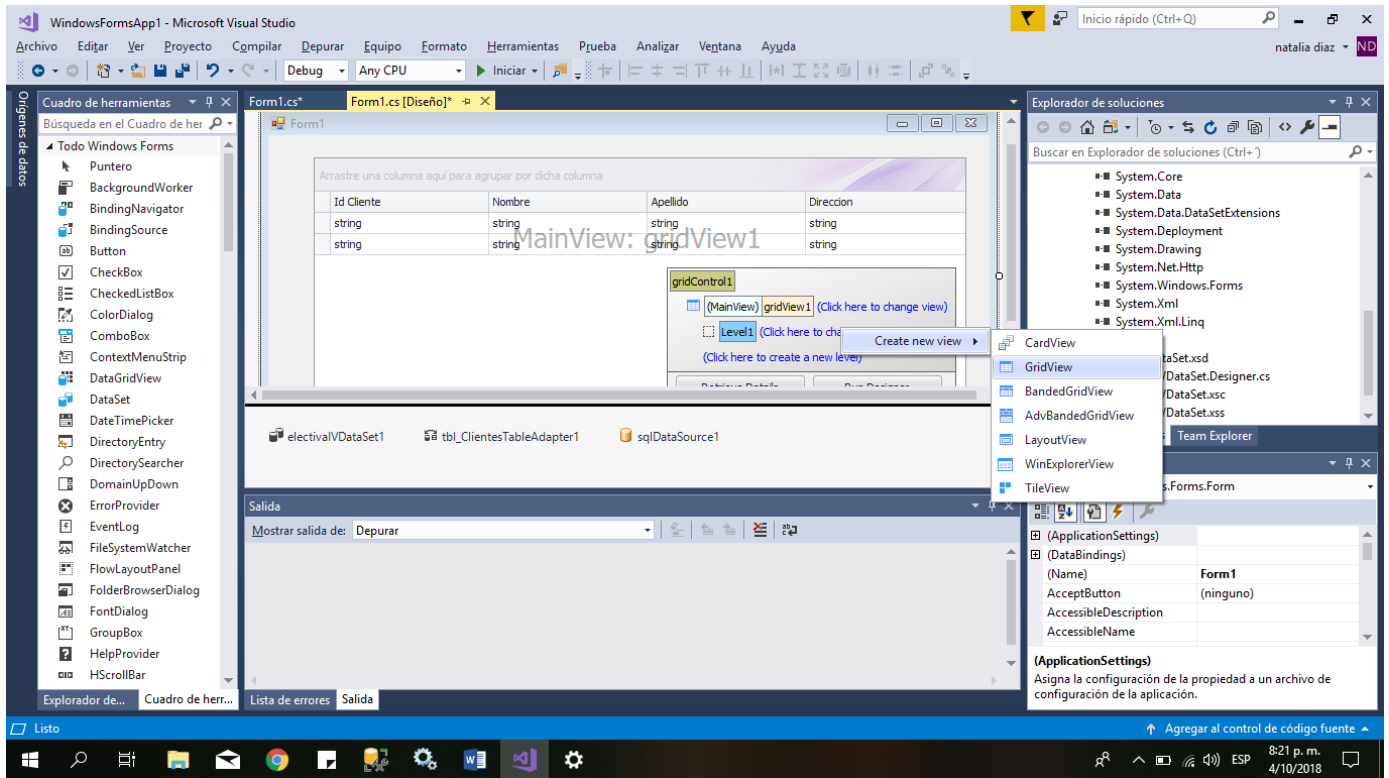 WindowsFormsApp1 - Microsoft Visual Studio
Inicio rápido (Ctrl+Q)
Archivo Editar Ver Proyecto Compilar Depurar Equipo Formato Herramientas Prueba Analizar Ventana Ayuda
natalia diaz ND
Debug Any CPU Iniciar
Orígenes de datos
Cuadro de herramientas
Búsqueda en el Cuadro de her
Todo Windows Forms
Puntero
BackgroundWorker
BindingNavigator
BindingSource
Button
CheckBox
CheckedListBox
ColorDialog
ComboBox
ContextMenuStrip
DataGridView
DataSet
DateTimePicker
DirectoryEntry
DirectorySearcher
DomainUpDown
ErrorProvider
EventLog
FileSystemWatcher
FlowLayoutPanel
FolderBrowserDialog
FontDialog
GroupBox
HelpProvider
HScrollBar
Explorador de... Cuadro de herr...
Form1.cs* Form1.cs [Diseño]*
Form1
Arrastre una columna aquí para agrupar por dicha columna
Id Cliente Nombre Apellido Direccion
string string string string
string string string string
MainView: gridView1
gridControl1
(MainView) gridView1 (Click here to change view)
Level1 (Click here to cha
(Click here to create a new level)
Retrieve Details Run Designer
Create new view
CardView
GridView
BandedGridView
AdvBandedGridView
LayoutView
WinExplorerView
TileView
electivaIVDataSet1 tbl_ClientesTableAdapter1 sqlDataSource1
Salida
Mostrar salida de: Depurar
Lista de errores Salida
Explorador de soluciones
Buscar en Explorador de soluciones (Ctrl+´)
System.Core
System.Data
System.Data.DataSetExtensions
System.Deployment
System.Drawing
System.Net.Http
System.Windows.Forms
System.Xml
System.Xml.Linq
taSet.xsd
/DataSet.Designer.cs
/DataSet.xsc
/DataSet.xss
Team Explorer
s.Forms.Form
(ApplicationSettings)
(DataBindings)
(Name) Form1
AcceptButton (ninguno)
AccessibleDescription
AccessibleName
(ApplicationSettings)
Asigna la configuración de la propiedad a un archivo de
configuración de la aplicación.
Listo
Agregar al control de código fuente
ESP
8:21 p. m.
4/10/2018